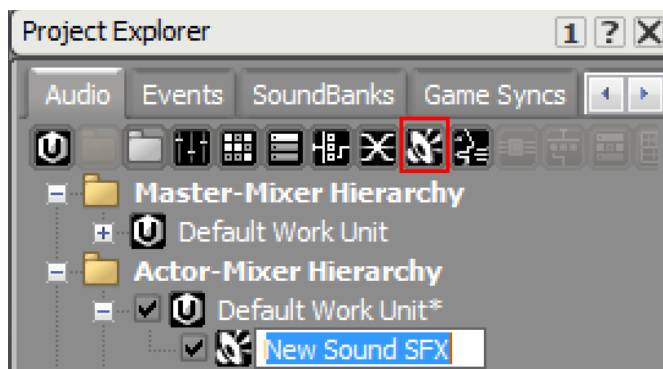 Project Explorer 1 ? X
Audio Events SoundBanks Game Syncs
Master-Mixer Hierarchy
Default Work Unit
Actor-Mixer Hierarchy
Default Work Unit*
New Sound SFX